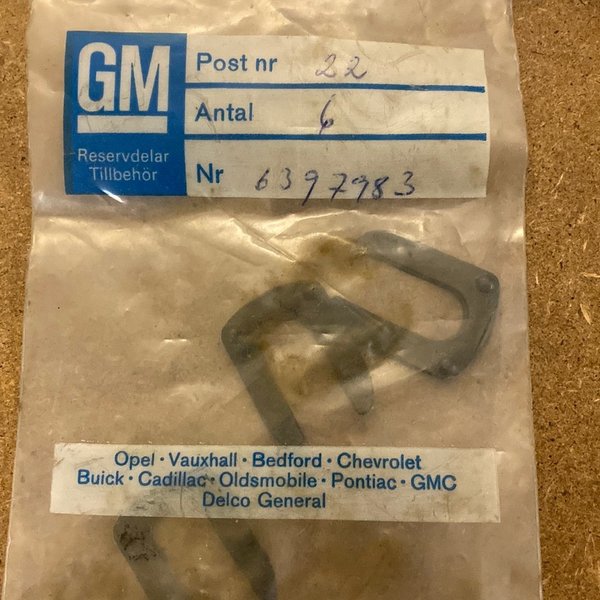 GM
Reservdelar
Tillbehör
Post nr 22
Antal 6
Nr 6397983
Opel · Vauxhall · Bedford · Chevrolet
Buick · Cadillac · Oldsmobile · Pontiac · GMC
Delco General